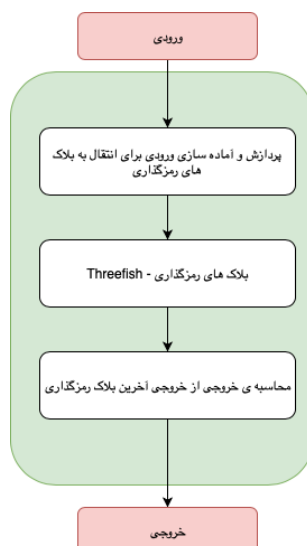 ورودی
پردازش و آماده سازی ورودی برای انتقال به بلاک
های رمزگذاری
بلاک های رمزگذاری - Threefish
محاسبه ی خروجی از خروجی آخرین بلاک رمزگذاری
خروجی